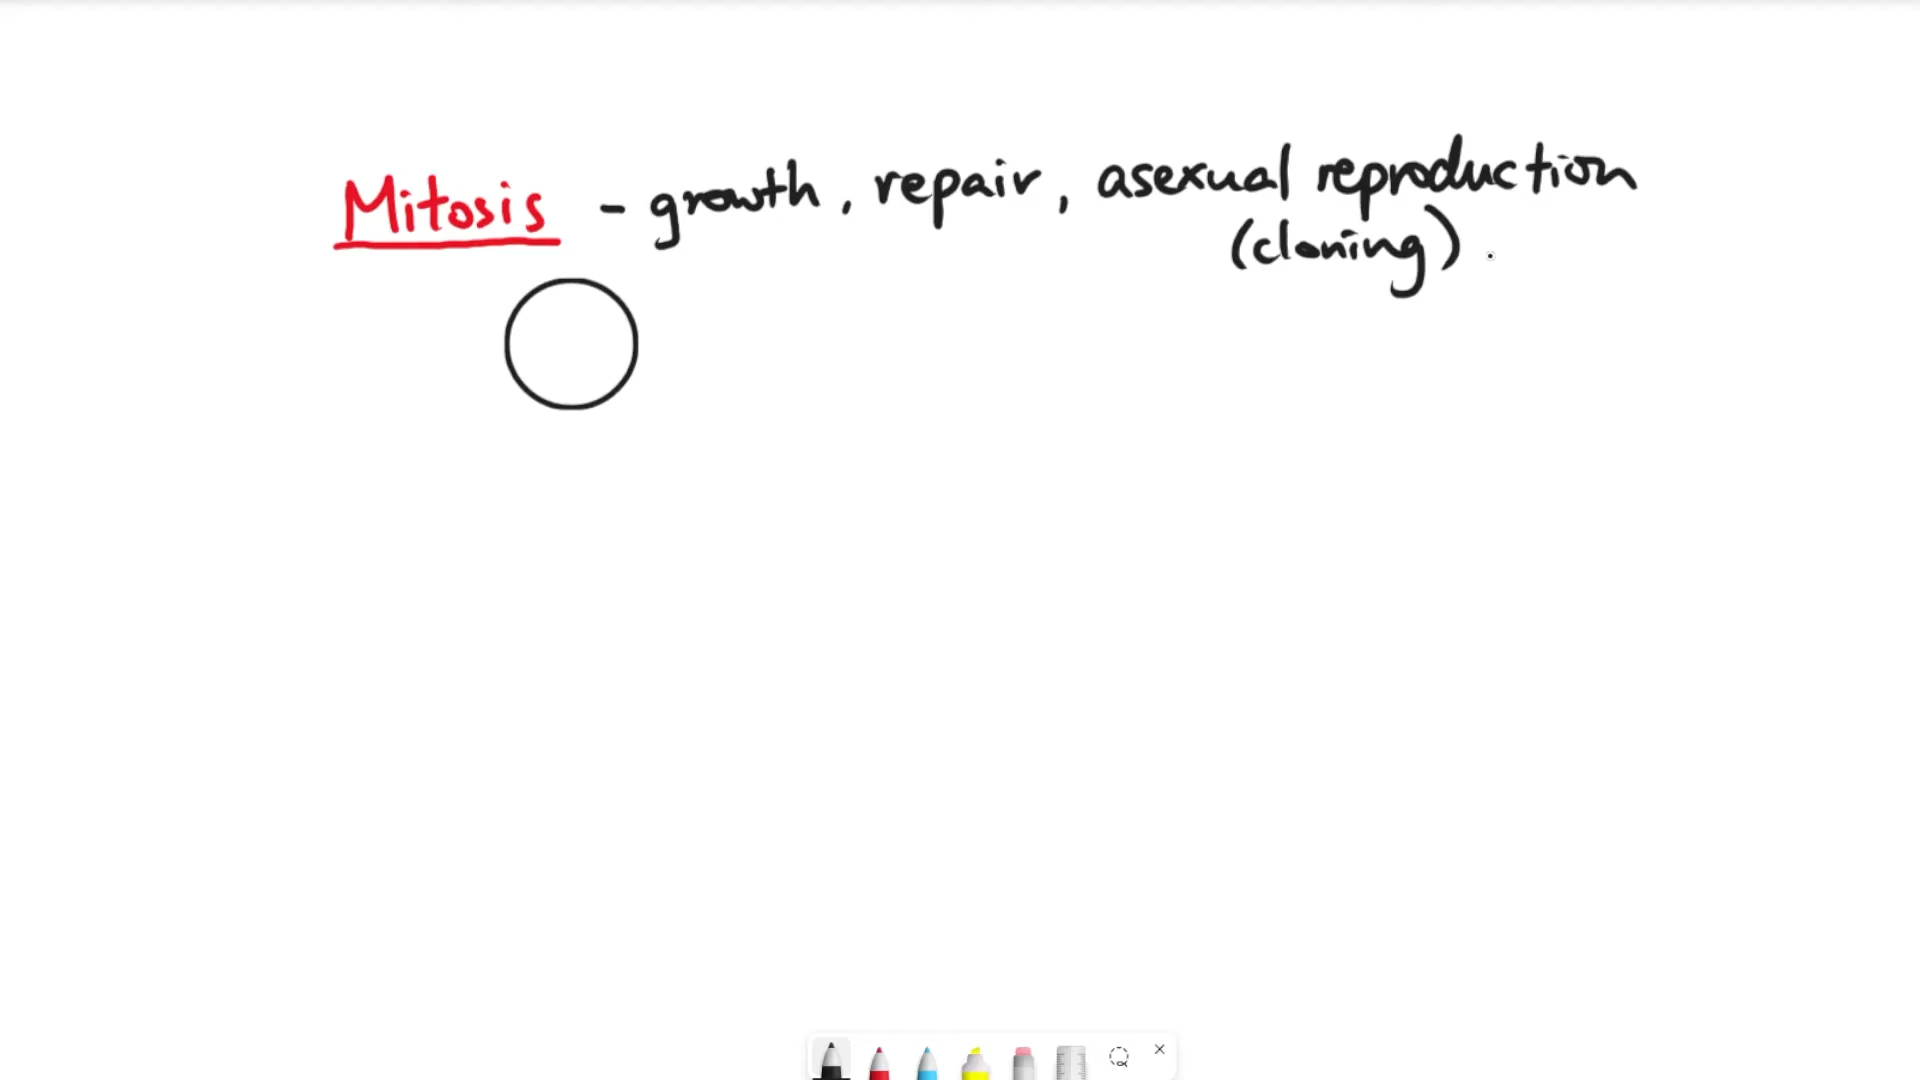 Mitosis - growth, repair, asexual reproduction
(cloning).